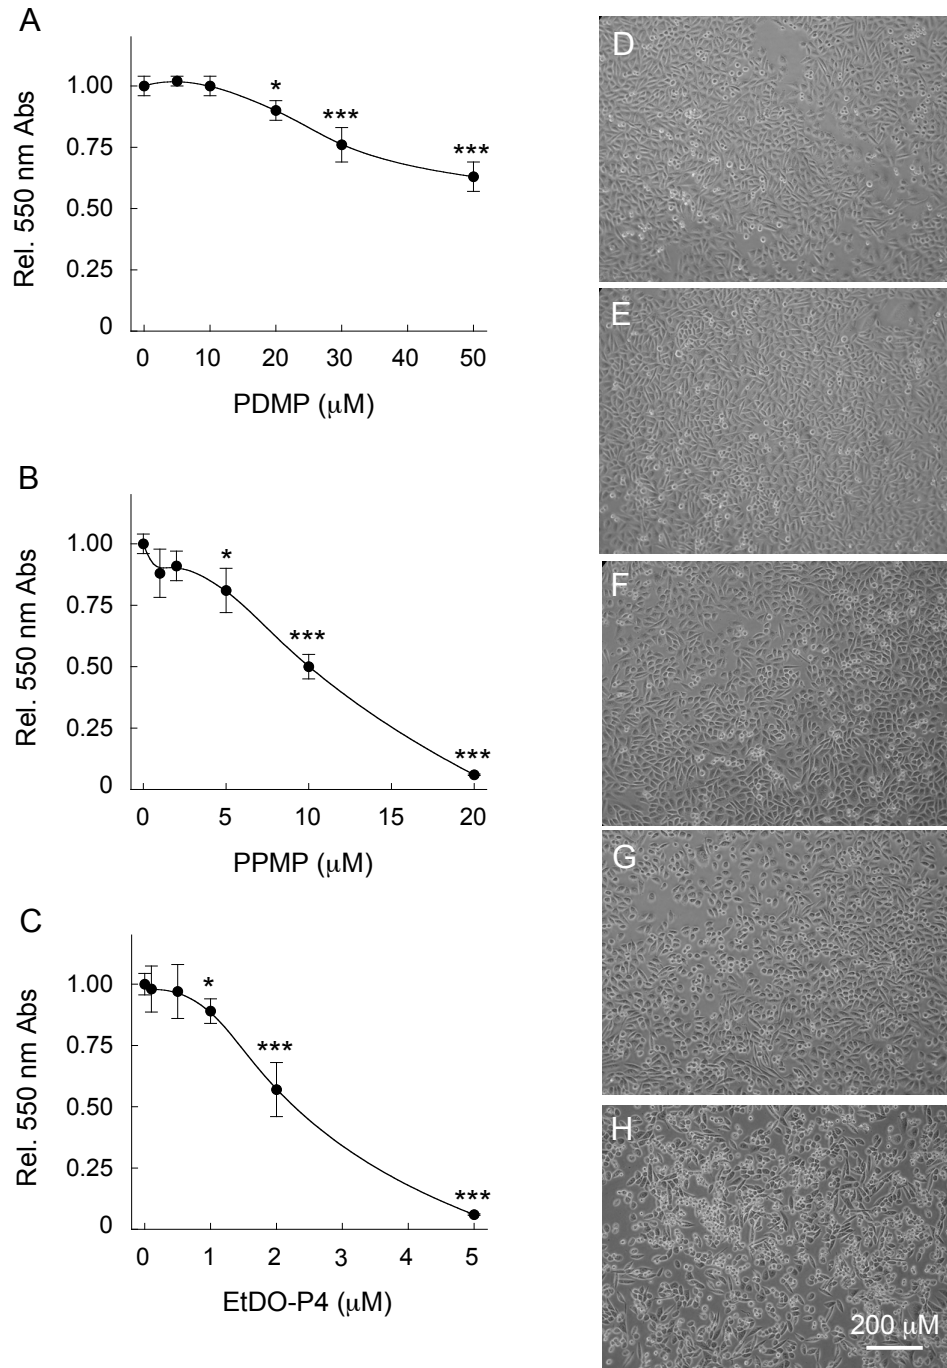 A
Rel. 550 nm Abs
1.00
0.75
0.50
0.25
0
*
***
***
0 10 20 30 40 50
PDMP (μM)
B
Rel. 550 nm Abs
1.00
0.75
0.50
0.25
0
*
***
***
0 5 10 15 20
PPMP (μM)
C
Rel. 550 nm Abs
1.00
0.75
0.50
0.25
0
*
***
***
0 1 2 3 4 5
EtDO-P4 (μM)
D
E
F
G
H
200 μM